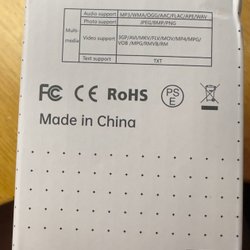 Audio support MP3/WMA/OGG/AAC/FLAC/APE/WAV
Photo support JPEG/BMP/PNG
Multi-media
Video support 3GP/AVI/MKV/FLV/MOV/MP4/MPG/
VOB/MPG/RMVB/RM
Text support TXT
FC CE RoHS PS E
Made in China